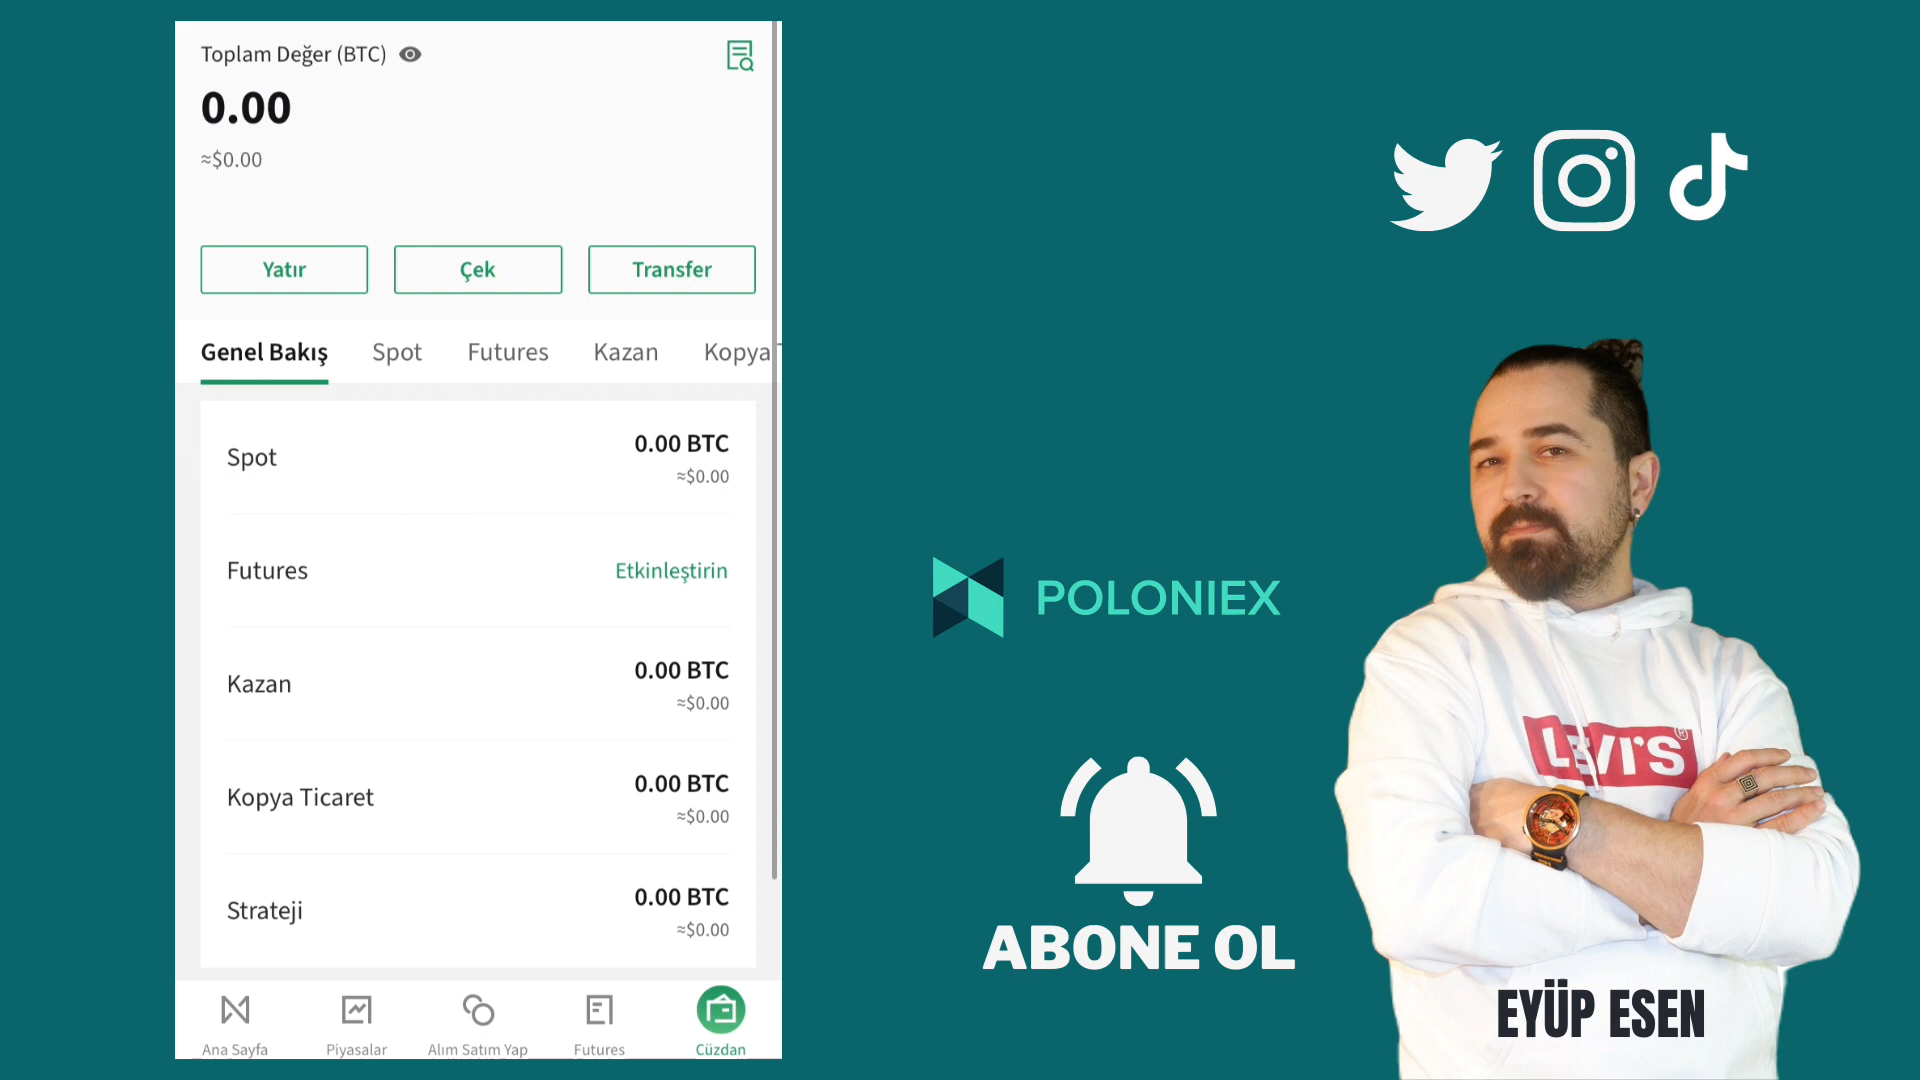 Toplam Değer (BTC)
0.00
≈$0.00
Yatır
Çek
Transfer
Genel Bakış
Spot
Futures
Kazan
Kopya
Spot
0.00 BTC
≈$0.00
Futures
Etkinleştirin
Kazan
0.00 BTC
≈$0.00
Kopya Ticaret
0.00 BTC
≈$0.00
Strateji
0.00 BTC
≈$0.00
Ana Sayfa
Piyasalar
Alım Satım Yap
Futures
Cüzdan
POLONIEX
ABONE OL
LEVI'S®
EYÜP ESEN